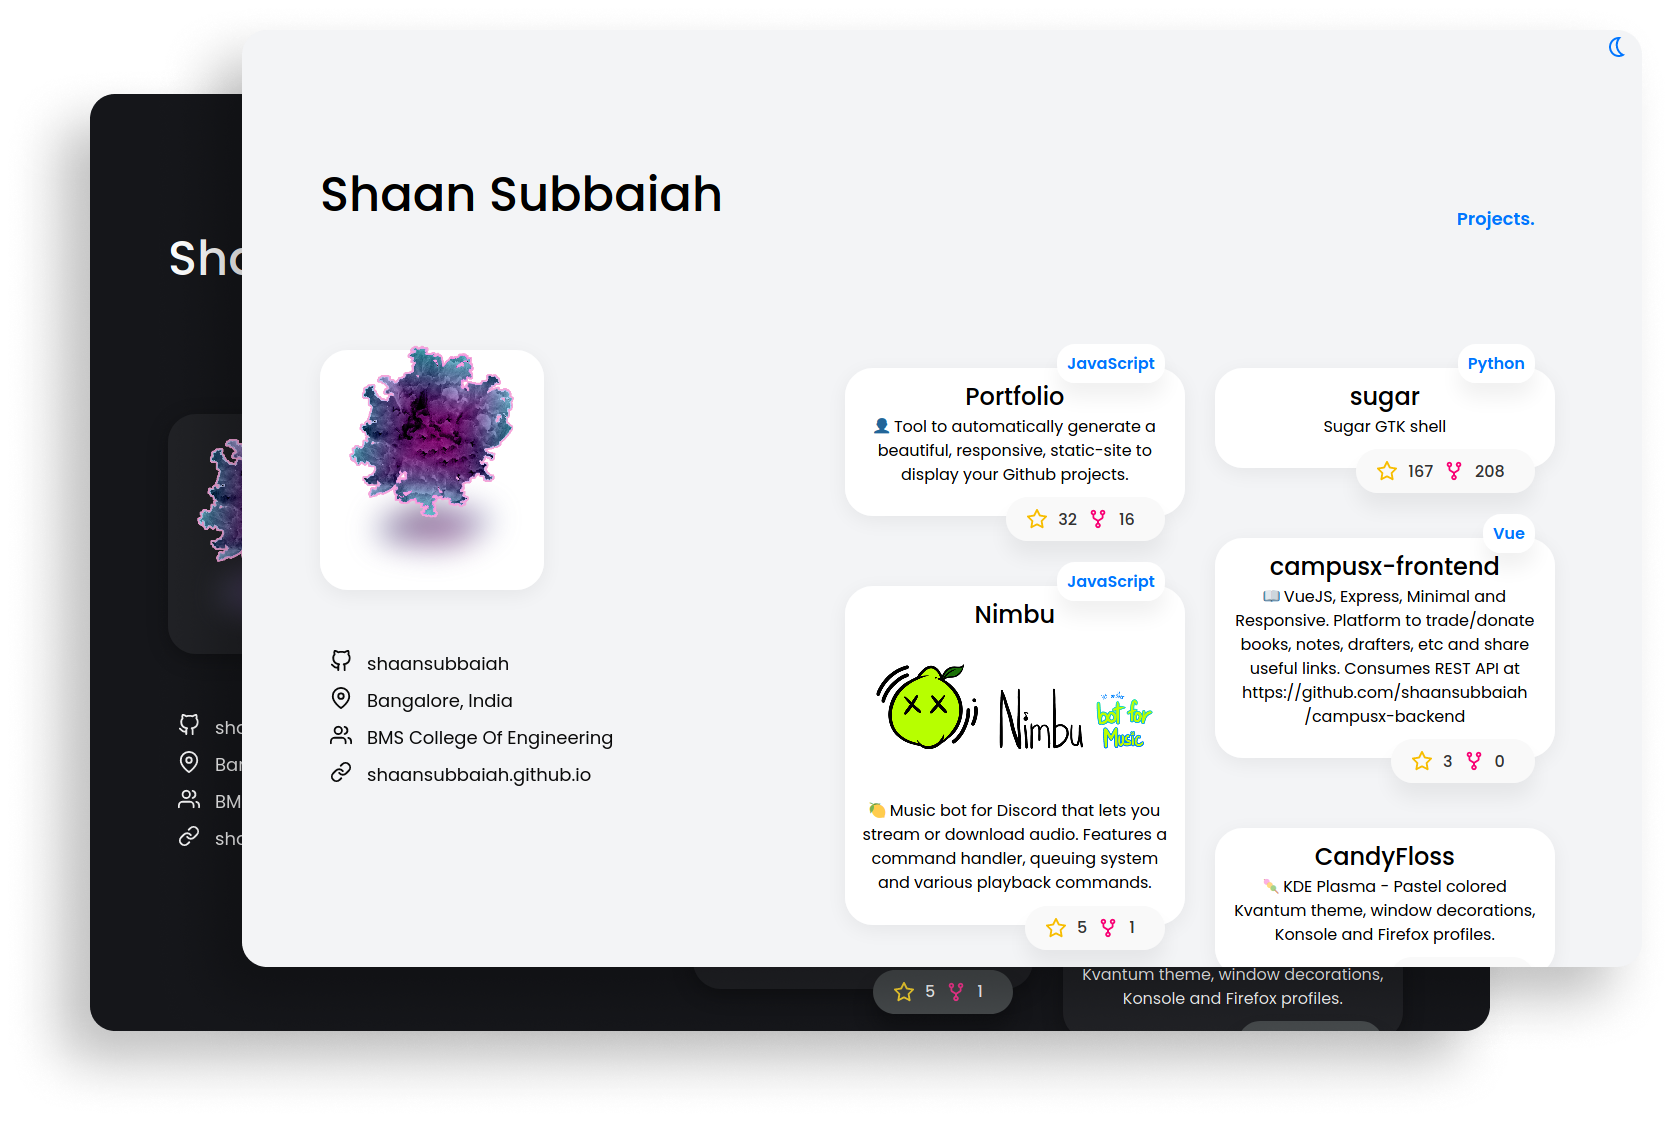 Shaan Subbaiah
Projects.
shaansubbaiah
Bangalore, India
BMS College Of Engineering
shaansubbaiah.github.io
JavaScript
Portfolio
👤 Tool to automatically generate a
beautiful, responsive, static-site to
display your Github projects.
32 16
JavaScript
Nimbu
Nimbu
bot for
Music
🍋 Music bot for Discord that lets you
stream or download audio. Features a
command handler, queuing system
and various playback commands.
5 1
Python
sugar
Sugar GTK shell
167 208
Vue
campusx-frontend
📖 VueJS, Express, Minimal and
Responsive. Platform to trade/donate
books, notes, drafters, etc and share
useful links. Consumes REST API at
https://github.com/shaansubbaiah
/campusx-backend
3 0
CandyFloss
🍬 KDE Plasma - Pastel colored
Kvantum theme, window decorations,
Konsole and Firefox profiles.
Sha
sha
Ban
BM
sha
5 1
Kvantum theme, window decorations,
Konsole and Firefox profiles.